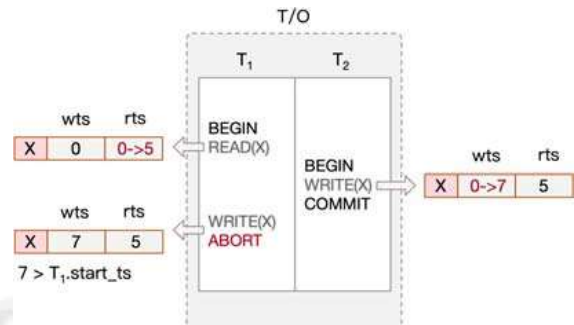 T/O
T₁ T₂
wts rts
X 0 0->5
BEGIN
READ(X)
BEGIN
WRITE(X)
COMMIT
wts rts
X 0->7 5
wts rts
X 7 5
WRITE(X)
ABORT
7 > T₁.start_ts